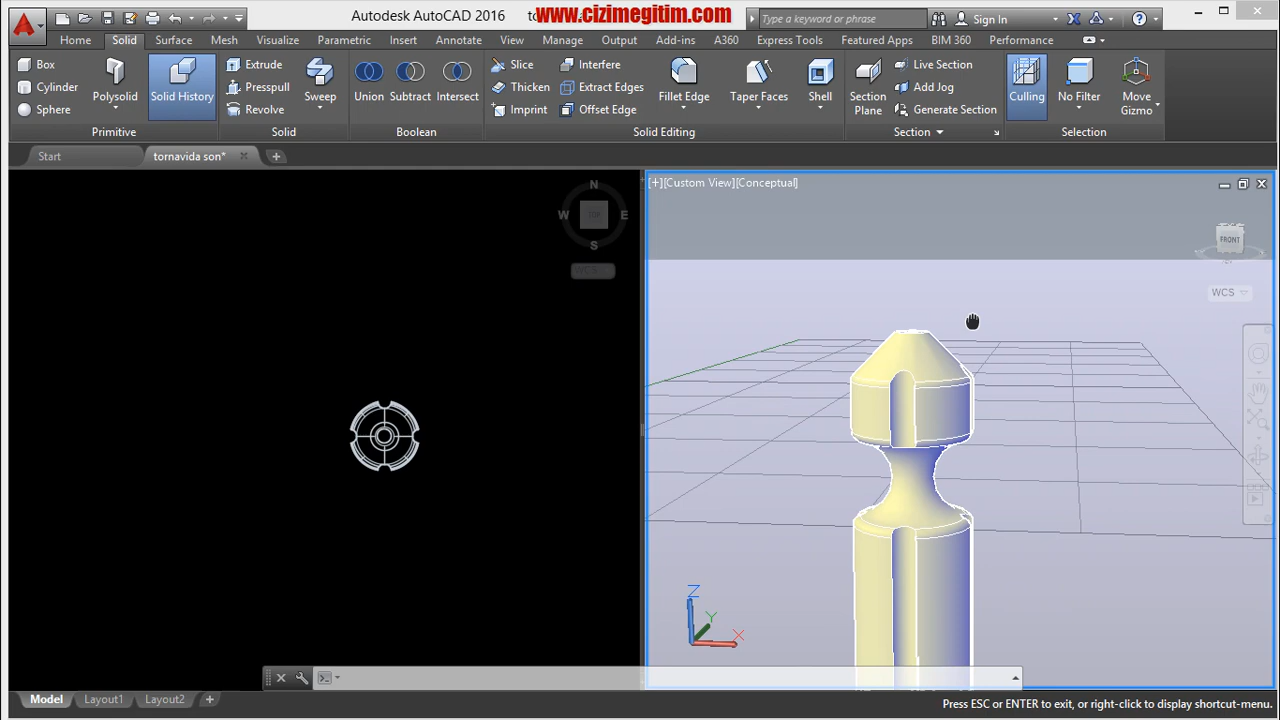 Autodesk AutoCAD 2016
www.cizimegitim.com
Type a keyword or phrase
Sign In
Home Solid Surface Mesh Visualize Parametric Insert Annotate View Manage Output Add-ins A360 Express Tools Featured Apps BIM 360 Performance
Box
Cylinder
Sphere
Polysolid
Solid History
Extrude
Presspull
Revolve
Sweep
Union
Subtract
Intersect
Slice
Thicken
Imprint
Interfere
Extract Edges
Offset Edge
Fillet Edge
Taper Faces
Shell
Section
Plane
Live Section
Add Jog
Generate Section
Culling
No Filter
Move
Gizmo
Primitive
Solid
Boolean
Solid Editing
Section
Selection
Start
tornavida son*
[+][Custom View][Conceptual]
N
W
TOP
E
S
WCS
FRONT
WCS
Z
Y
X
Model
Layout1
Layout2
Press ESC or ENTER to exit, or right-click to display shortcut-menu.